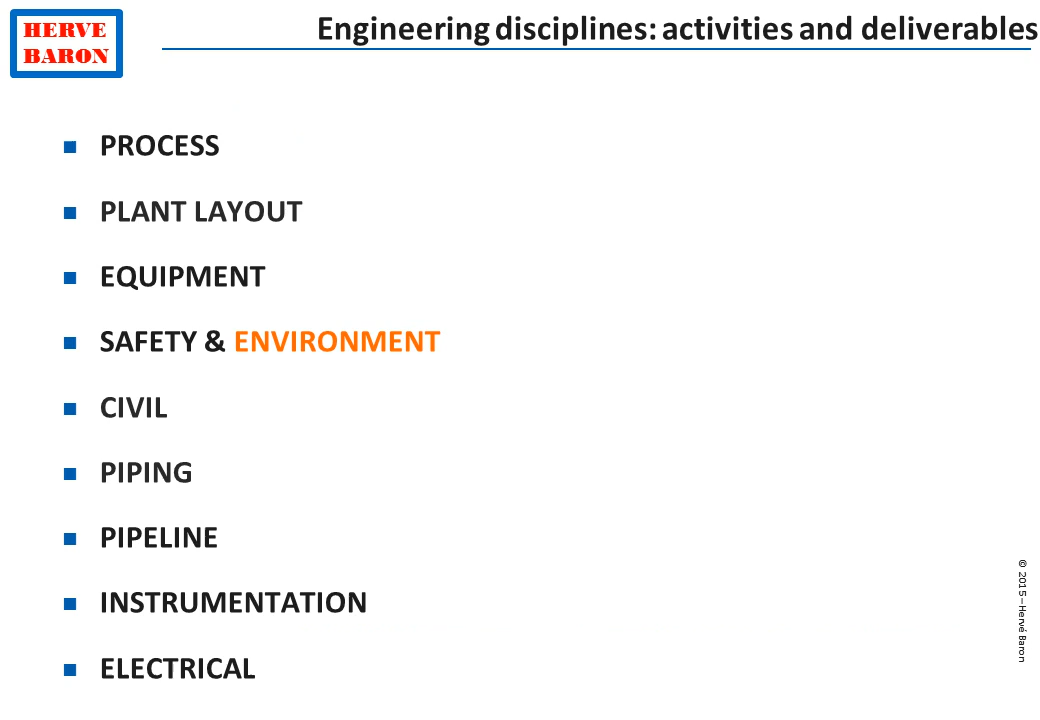 HERVE
BARON
Engineering disciplines: activities and deliverables
PROCESS
PLANT LAYOUT
EQUIPMENT
SAFETY & ENVIRONMENT
CIVIL
PIPING
PIPELINE
INSTRUMENTATION
ELECTRICAL
© 2015 – Hervé Baron